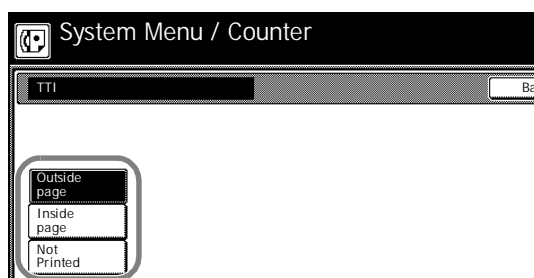 System Menu / Counter
TTI
Ba
Outside
page
Inside
page
Not
Printed